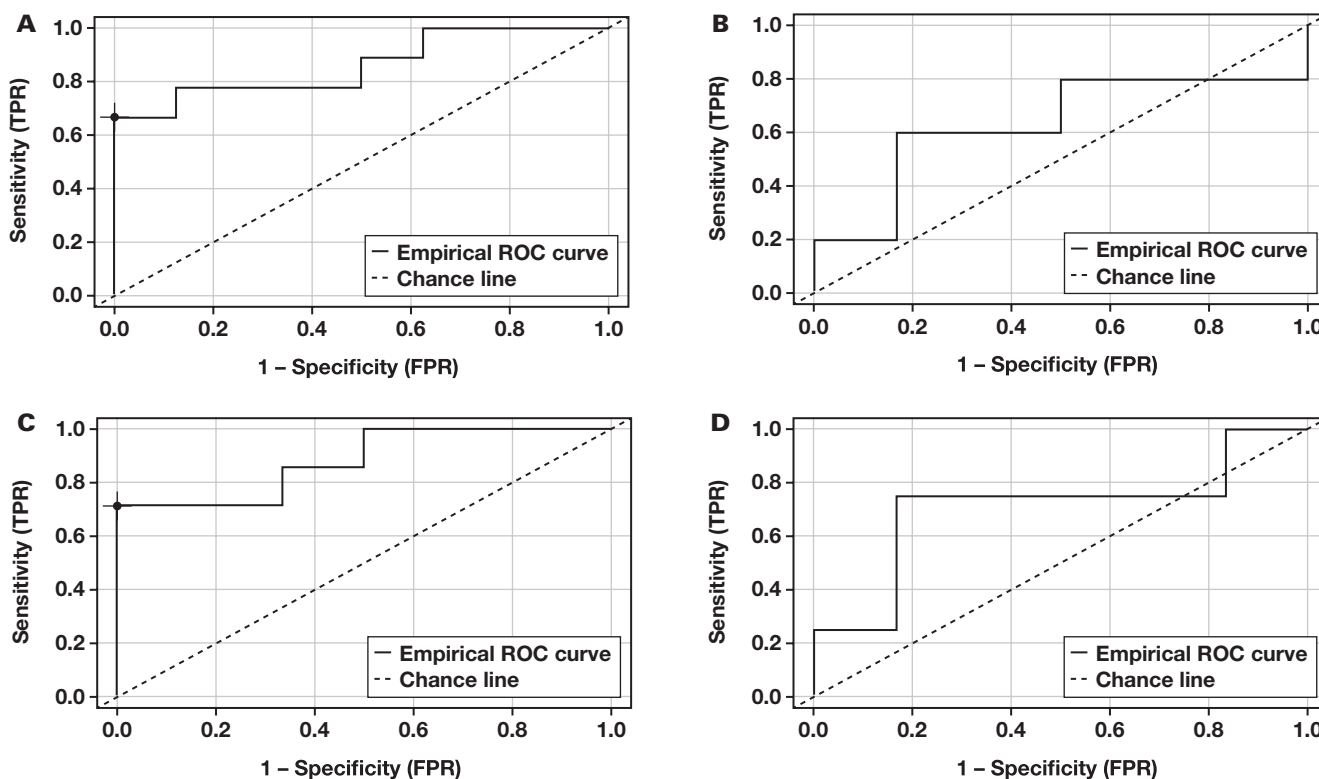 A
1.0
0.8
0.6
0.4
0.2
0.0
Sensitivity (TPR)
Empirical ROC curve
Chance line
0.0 0.2 0.4 0.6 0.8 1.0
1 – Specificity (FPR)
B
1.0
0.8
0.6
0.4
0.2
0.0
Sensitivity (TPR)
Empirical ROC curve
Chance line
0.0 0.2 0.4 0.6 0.8 1.0
1 – Specificity (FPR)
C
1.0
0.8
0.6
0.4
0.2
0.0
Sensitivity (TPR)
Empirical ROC curve
Chance line
0.0 0.2 0.4 0.6 0.8 1.0
1 – Specificity (FPR)
D
1.0
0.8
0.6
0.4
0.2
0.0
Sensitivity (TPR)
Empirical ROC curve
Chance line
0.0 0.2 0.4 0.6 0.8 1.0
1 – Specificity (FPR)